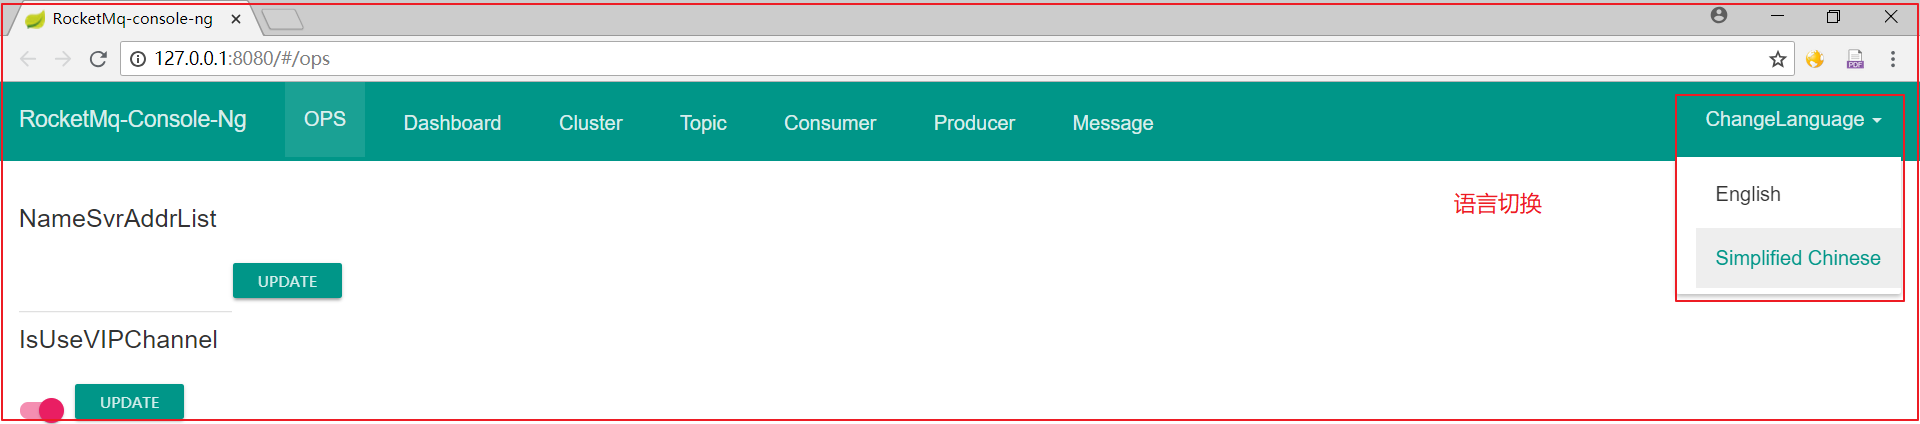 RocketMq-console-ng
127.0.0.1:8080/#/ops
PDF
RocketMq-Console-Ng OPS Dashboard Cluster Topic Consumer Producer Message ChangeLanguage
English
Simplified Chinese
语言切换
NameSvrAddrList
UPDATE
IsUseVIPChannel
UPDATE